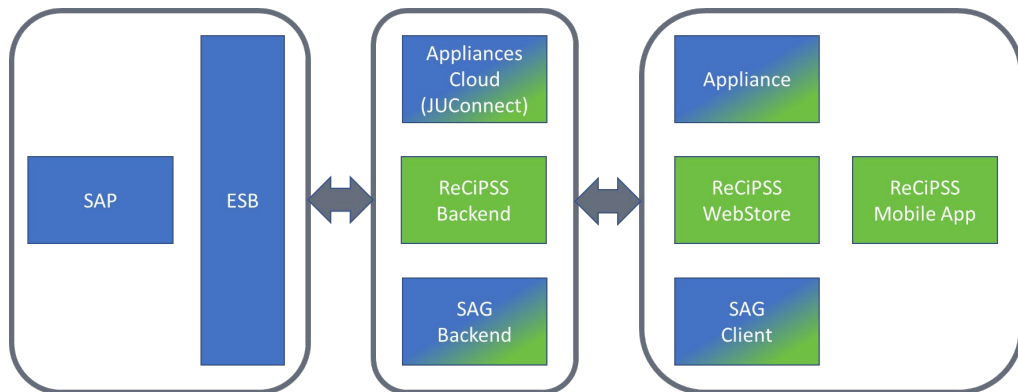 SAP
ESB
Appliances
Cloud
(JUConnect)
ReCiPSS
Backend
SAG
Backend
Appliance
ReCiPSS
WebStore
ReCiPSS
Mobile App
SAG
Client